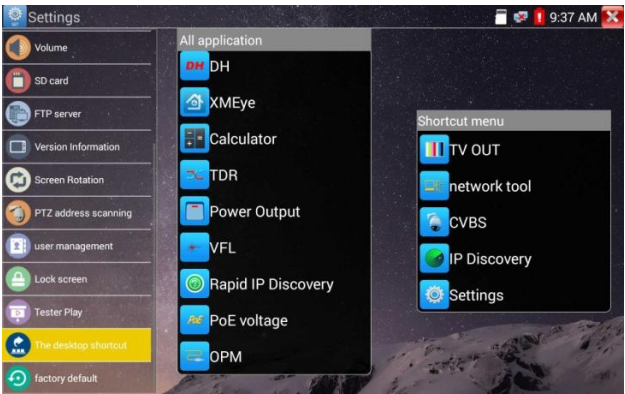 Settings
9:37 AM
Volume
SD card
FTP server
Version Information
Screen Rotation
PTZ address scanning
user management
Lock screen
Tester Play
The desktop shortcut
factory default
All application
DH DH
XMEye
Calculator
TDR
Power Output
VFL
Rapid IP Discovery
PoE PoE voltage
OPM
Shortcut menu
TV OUT
network tool
CVBS
IP Discovery
Settings